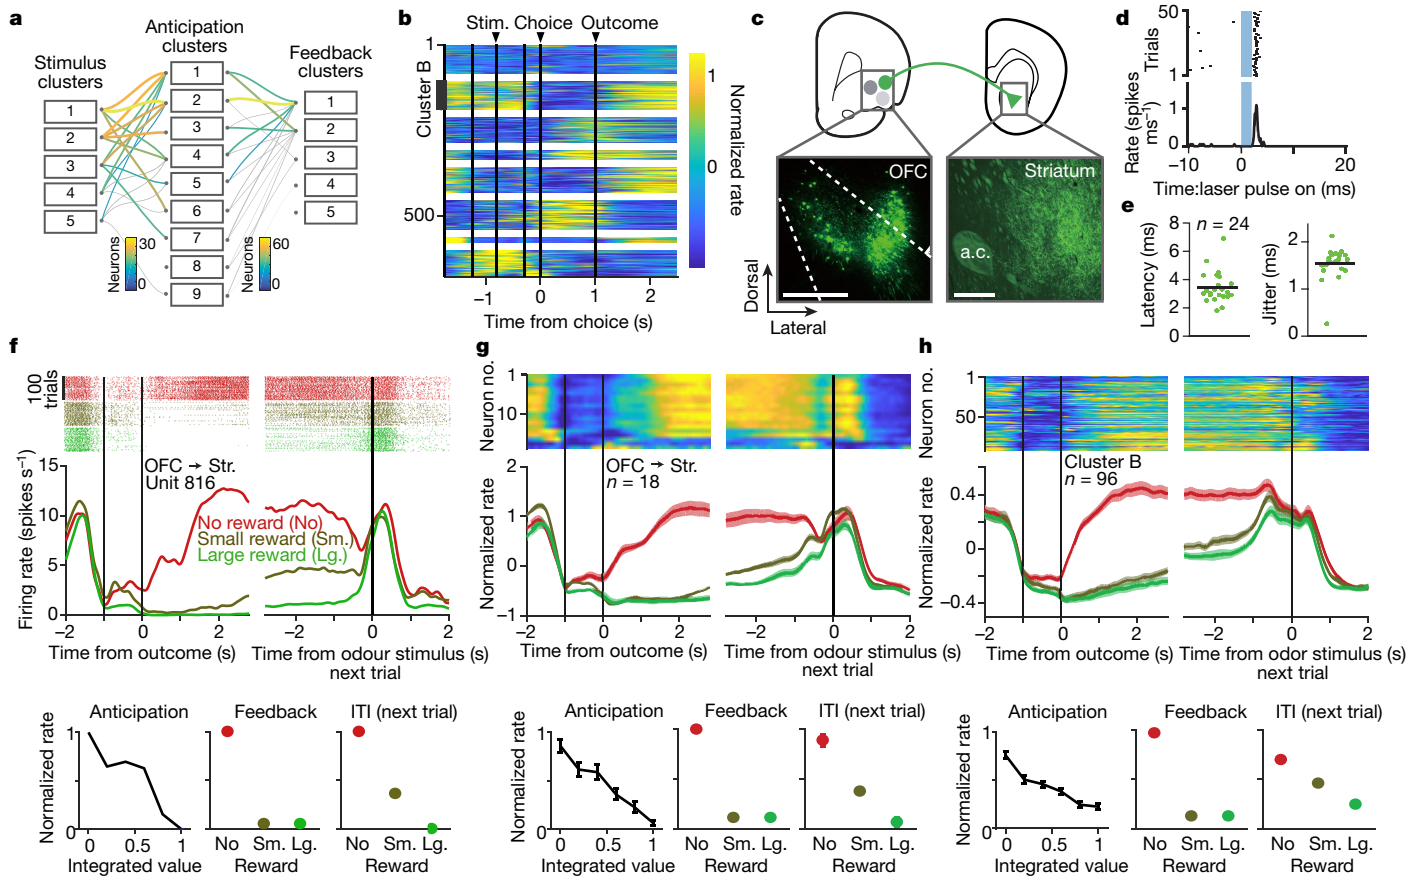 a
Stimulus
clusters
Anticipation
clusters
Feedback
clusters
1
2
3
4
5
1
2
3
4
5
6
7
8
9
1
2
3
4
5
Neurons
30
0
Neurons
60
0
b
Stim. Choice Outcome
1
Cluster B
500
−1 0 1 2
Time from choice (s)
1
0
Normalized rate
c
OFC
Striatum
a.c.
Dorsal
Lateral
d
50
Trials
1
Rate (spikes
ms⁻¹)
1
0
−10 0 20
Time:laser pulse on (ms)
e
n = 24
Latency (ms)
8
6
4
2
0
Jitter (ms)
2
1
0
f
100
trials
OFC → Str.
Unit 816
No reward (No)
Small reward (Sm.)
Large reward (Lg.)
Firing rate (spikes s⁻¹)
15
10
5
0
−2 0 2
Time from outcome (s)
−2 0 2
Time from odour stimulus (s)
next trial
Anticipation
Feedback
ITI (next trial)
Normalized rate
1
0
0 0.5 1
Integrated value
No Sm. Lg.
Reward
No Sm. Lg.
Reward
g
Neuron no.
1
10
OFC → Str.
n = 18
Normalized rate
2
1
0
−1
−2 0 2
Time from outcome (s)
−2 0 2
Time from odour stimulus (s)
next trial
Anticipation
Feedback
ITI (next trial)
Normalized rate
1
0
0 0.5 1
Integrated value
No Sm. Lg.
Reward
No Sm. Lg.
Reward
h
Neuron no.
1
50
Cluster B
n = 96
Normalized rate
0.4
0
−0.4
−2 0 2
Time from outcome (s)
−2 0 2
Time from odor stimulus (s)
next trial
Anticipation
Feedback
ITI (next trial)
Normalized rate
1
0
0 0.5 1
Integrated value
No Sm. Lg.
Reward
No Sm. Lg.
Reward